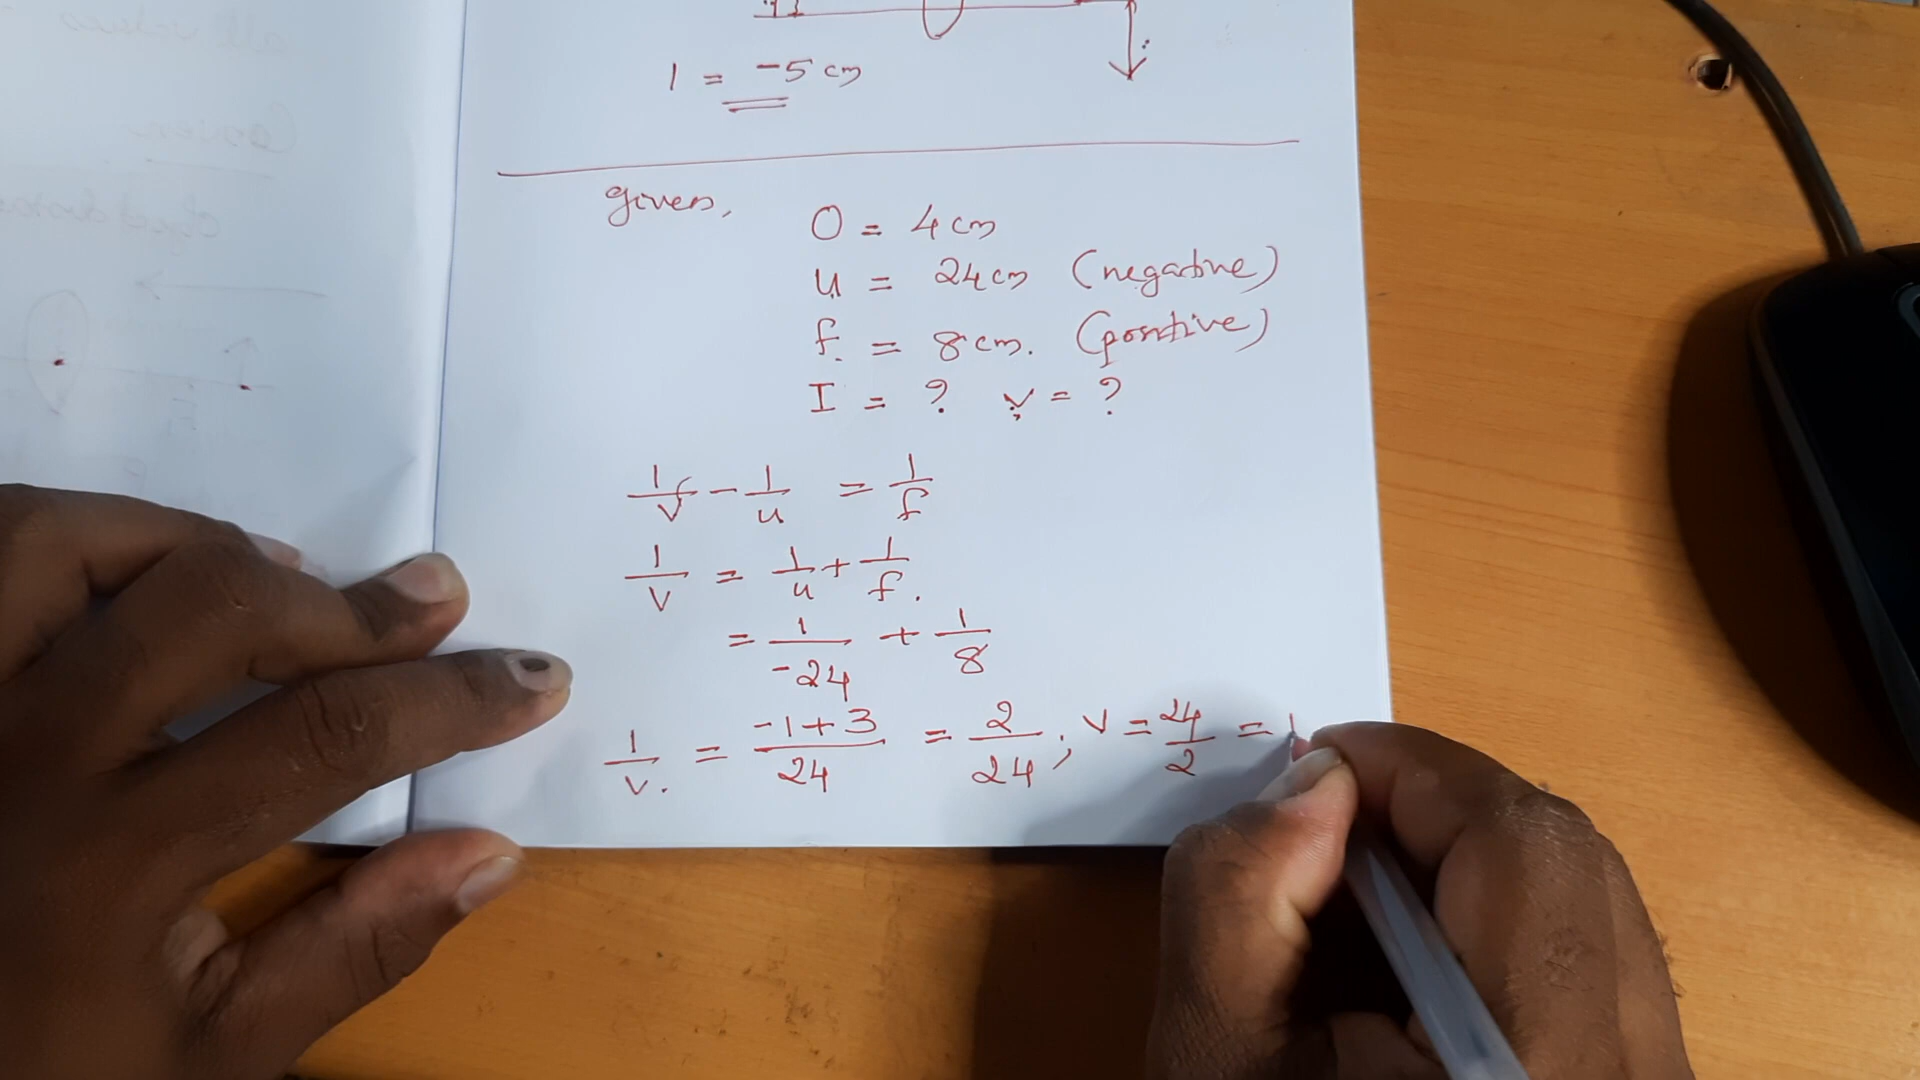 I = -5 cm
given,
O = 4 cm
u = 24 cm (negative)
f. = 8 cm. (positive)
I = ? v = ?
1/v - 1/u = 1/f
1/v = 1/u + 1/f.
= 1/-24 + 1/8
1/v. = -1+3/24 = 2/24 ; v = 24/2 = 1